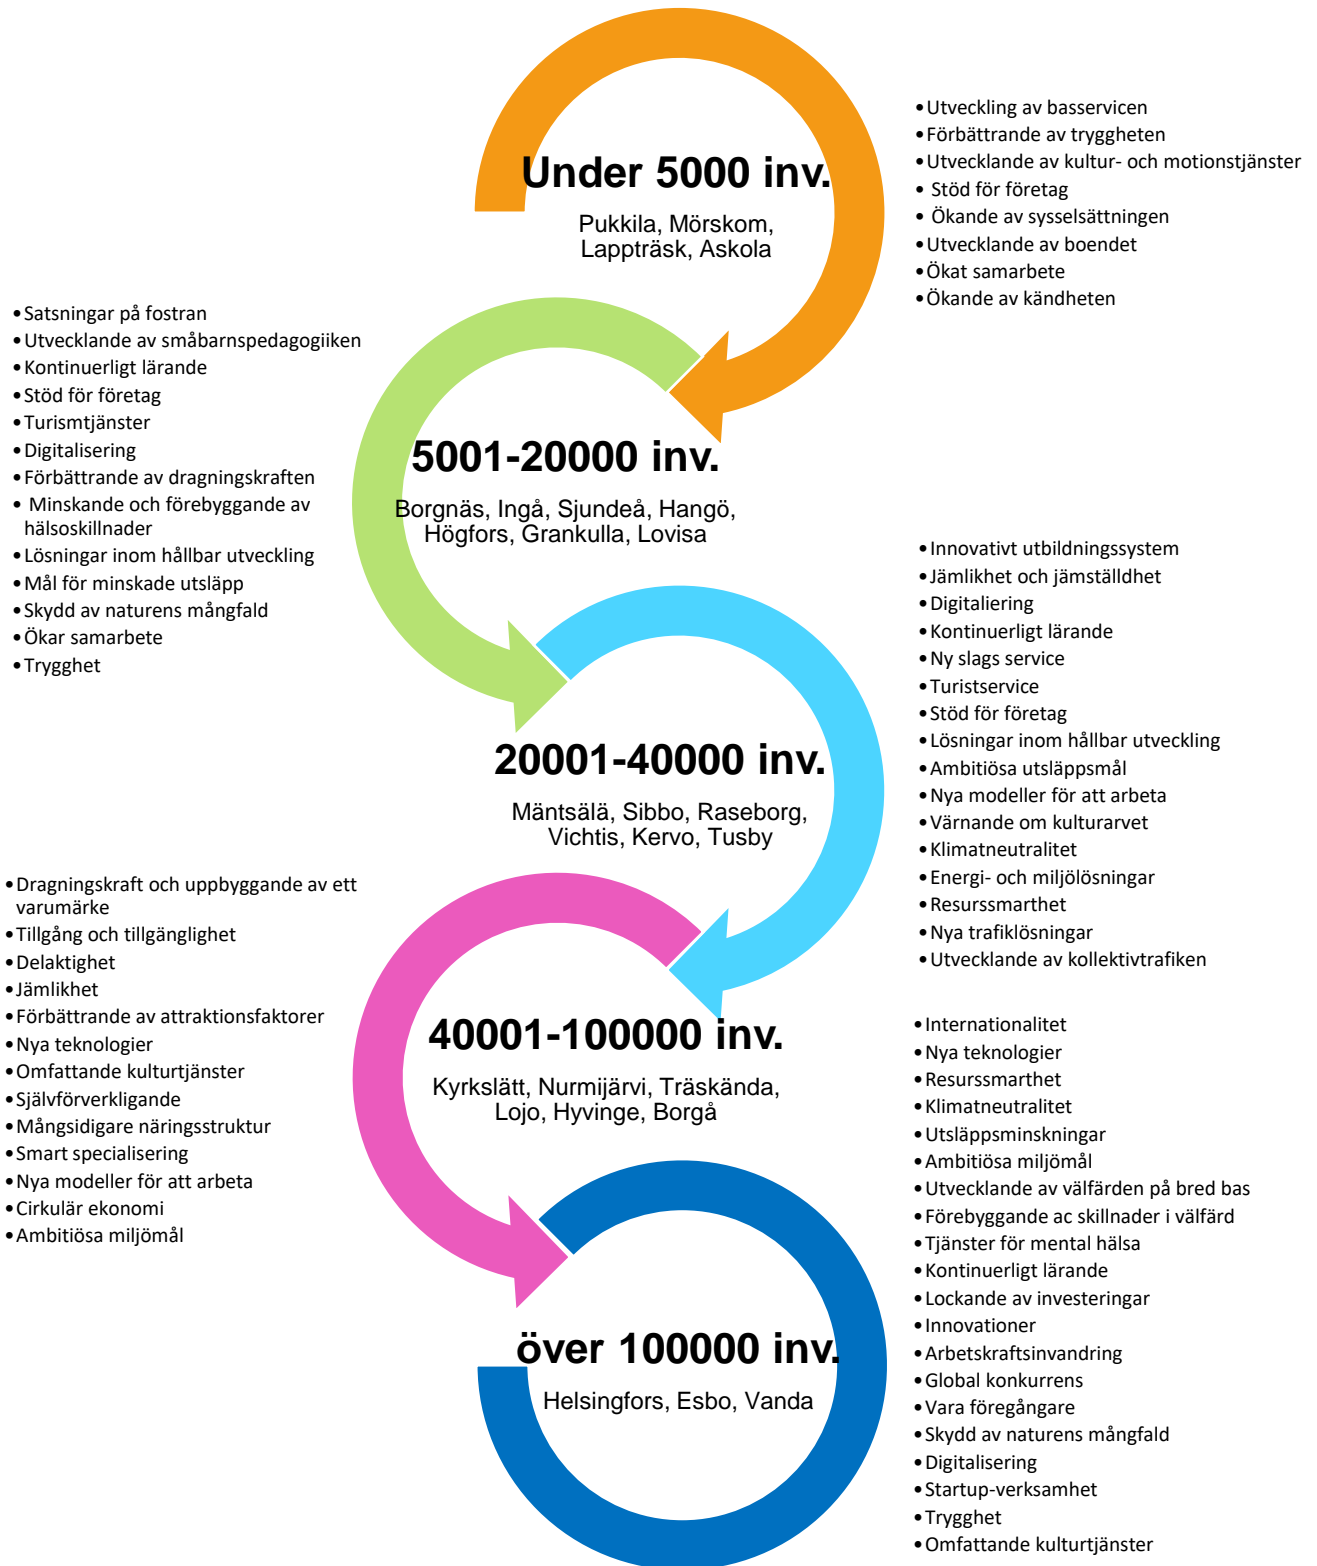 Under 5000 inv.
Pukkila, Mörskom,
Lappträsk, Askola
•Utveckling av basservicen
•Förbättrande av tryggheten
•Utvecklande av kultur- och motionstjänster
• Stöd för företag
• Ökande av sysselsättningen
•Utvecklande av boendet
•Ökat samarbete
•Ökande av kändheten
•Satsningar på fostran
•Utvecklande av småbarnspedagogiiken
•Kontinuerligt lärande
•Stöd för företag
•Turismtjänster
•Digitalisering
•Förbättrande av dragningskraften
• Minskande och förebyggande av
hälsoskillnader
•Lösningar inom hållbar utveckling
•Mål för minskade utsläpp
•Skydd av naturens mångfald
•Ökar samarbete
•Trygghet
5001-20000 inv.
Borgnäs, Ingå, Sjundeå, Hangö,
Högfors, Grankulla, Lovisa
•Innovativt utbildningssystem
•Jämlikhet och jämställdhet
•Digitaliering
•Kontinuerligt lärande
•Ny slags service
•Turistservice
•Stöd för företag
•Lösningar inom hållbar utveckling
•Ambitiösa utsläppsmål
•Nya modeller för att arbeta
•Värnande om kulturarvet
•Klimatneutralitet
•Energi- och miljölösningar
•Resurssmarthet
•Nya trafiklösningar
•Utvecklande av kollektivtrafiken
20001-40000 inv.
Mäntsälä, Sibbo, Raseborg,
Vichtis, Kervo, Tusby
•Dragningskraft och uppbyggande av ett
varumärke
•Tillgång och tillgänglighet
•Delaktighet
•Jämlikhet
•Förbättrande av attraktionsfaktorer
•Nya teknologier
•Omfattande kulturtjänster
•Självförverkligande
•Mångsidigare näringsstruktur
•Smart specialisering
•Nya modeller för att arbeta
•Cirkulär ekonomi
•Ambitiösa miljömål
40001-100000 inv.
Kyrkslätt, Nurmijärvi, Träskända,
Lojo, Hyvinge, Borgå
•Internationalitet
•Nya teknologier
•Resurssmarthet
•Klimatneutralitet
•Utsläppsminskningar
•Ambitiösa miljömål
•Utvecklande av välfärden på bred bas
•Förebyggande ac skillnader i välfärd
•Tjänster för mental hälsa
•Kontinuerligt lärande
•Lockande av investeringar
•Innovationer
•Arbetskraftsinvandring
•Global konkurrens
•Vara föregångare
•Skydd av naturens mångfald
•Digitalisering
•Startup-verksamhet
•Trygghet
•Omfattande kulturtjänster
över 100000 inv.
Helsingfors, Esbo, Vanda